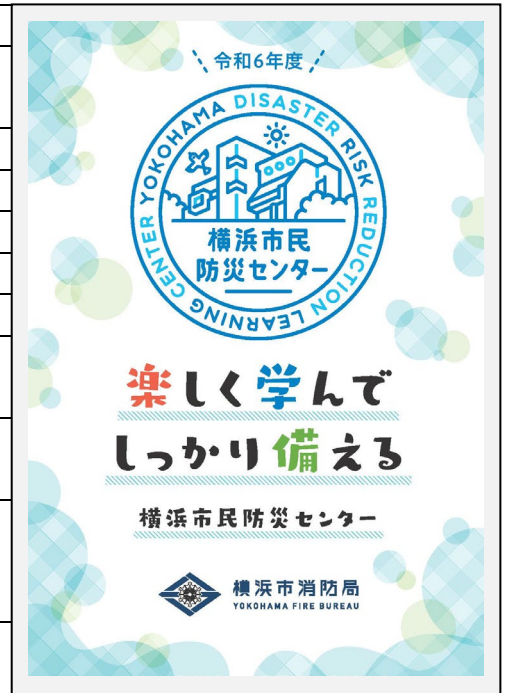 令和6年度
YOKOHAMA DISASTER RISK REDUCTION LEARNING CENTER
横浜市民
防災センター
楽しく学んで
しっかり備える
横浜市民防災センター
横浜市消防局
YOKOHAMA FIRE BUREAU